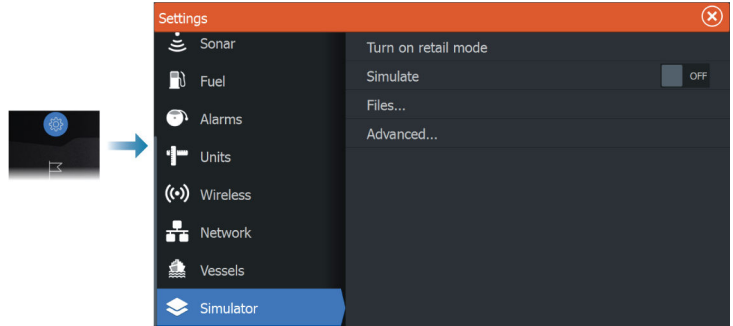 Settings
Sonar
Fuel
Alarms
Units
Wireless
Network
Vessels
Simulator
Turn on retail mode
Simulate OFF
Files...
Advanced...